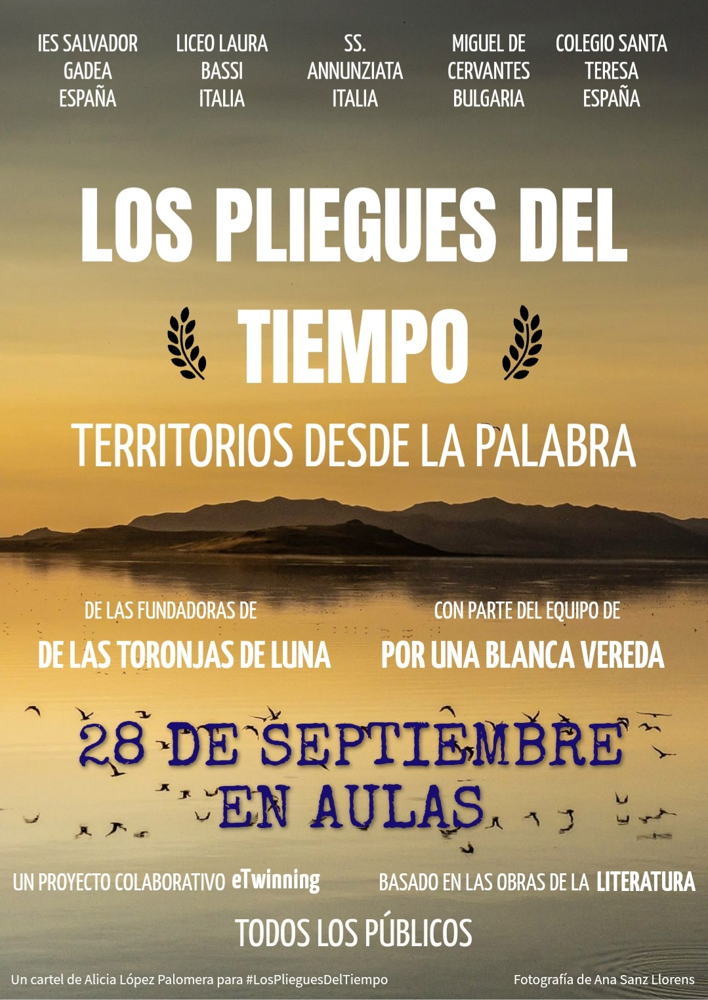 IES SALVADOR
GADEA
ESPAÑA
LICEO LAURA
BASSI
ITALIA
SS.
ANNUNZIATA
ITALIA
MIGUEL DE
CERVANTES
BULGARIA
COLEGIO SANTA
TERESA
ESPAÑA
LOS PLIEGUES DEL
TIEMPO
TERRITORIOS DESDE LA PALABRA
DE LAS FUNDADORAS DE
DE LAS TORONJAS DE LUNA
CON PARTE DEL EQUIPO DE
POR UNA BLANCA VEREDA
28 DE SEPTIEMBRE
EN AULAS
UN PROYECTO COLABORATIVO eTwinning
BASADO EN LAS OBRAS DE LA LITERATURA
TODOS LOS PÚBLICOS
Un cartel de Alicia López Palomera para #LosPlieguesDelTiempo
Fotografía de Ana Sanz Llorens